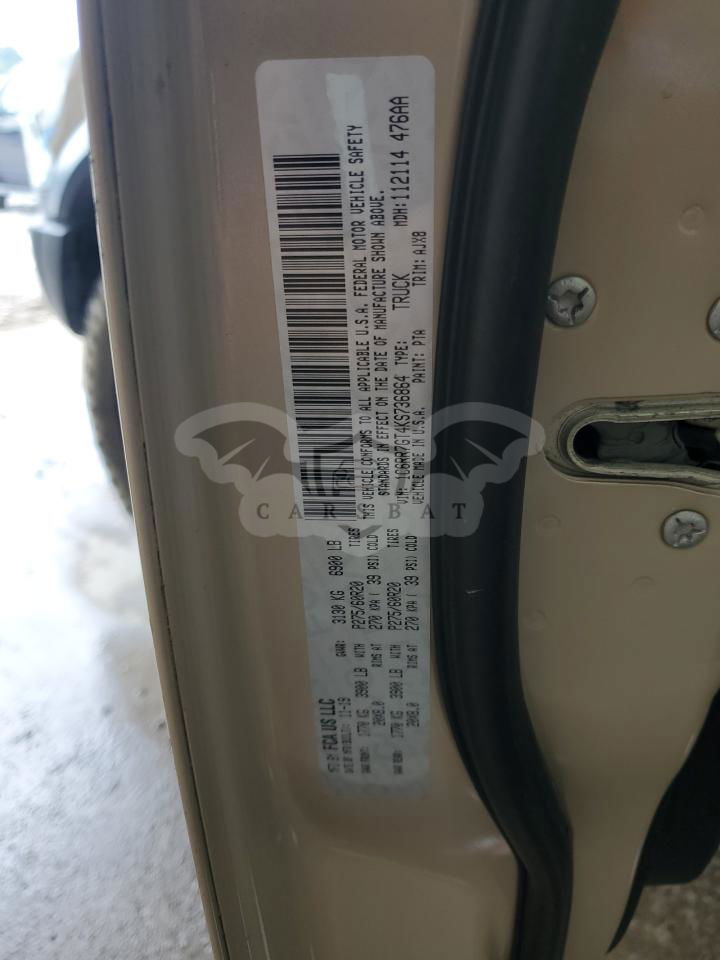 MFD BY: FCA US LLC GVWR: 3130 KG 6900 LB
DATE OF MFR: 11-19
GAWR FRONT: 1770 KG 3900 LB WITH P275/60R20 TIRES
20X8.0 RIMS AT 270 KPA ( 39 PSI) COLD
GAWR REAR: 1770 KG 3900 LB WITH P275/60R20 TIRES
20X8.0 RIMS AT 270 KPA ( 39 PSI) COLD
THIS VEHICLE CONFORMS TO ALL APPLICABLE U.S.A. FEDERAL MOTOR VEHICLE SAFETY
STANDARDS IN EFFECT ON THE DATE OF MANUFACTURE SHOWN ABOVE.
VIN: 1C6RR7GT4KS736864 TYPE: TRUCK MDH:112114 476AA
VEHICLE MADE IN U.S.A. PAINT: PTA TRIM: AJX8
CARSBAT